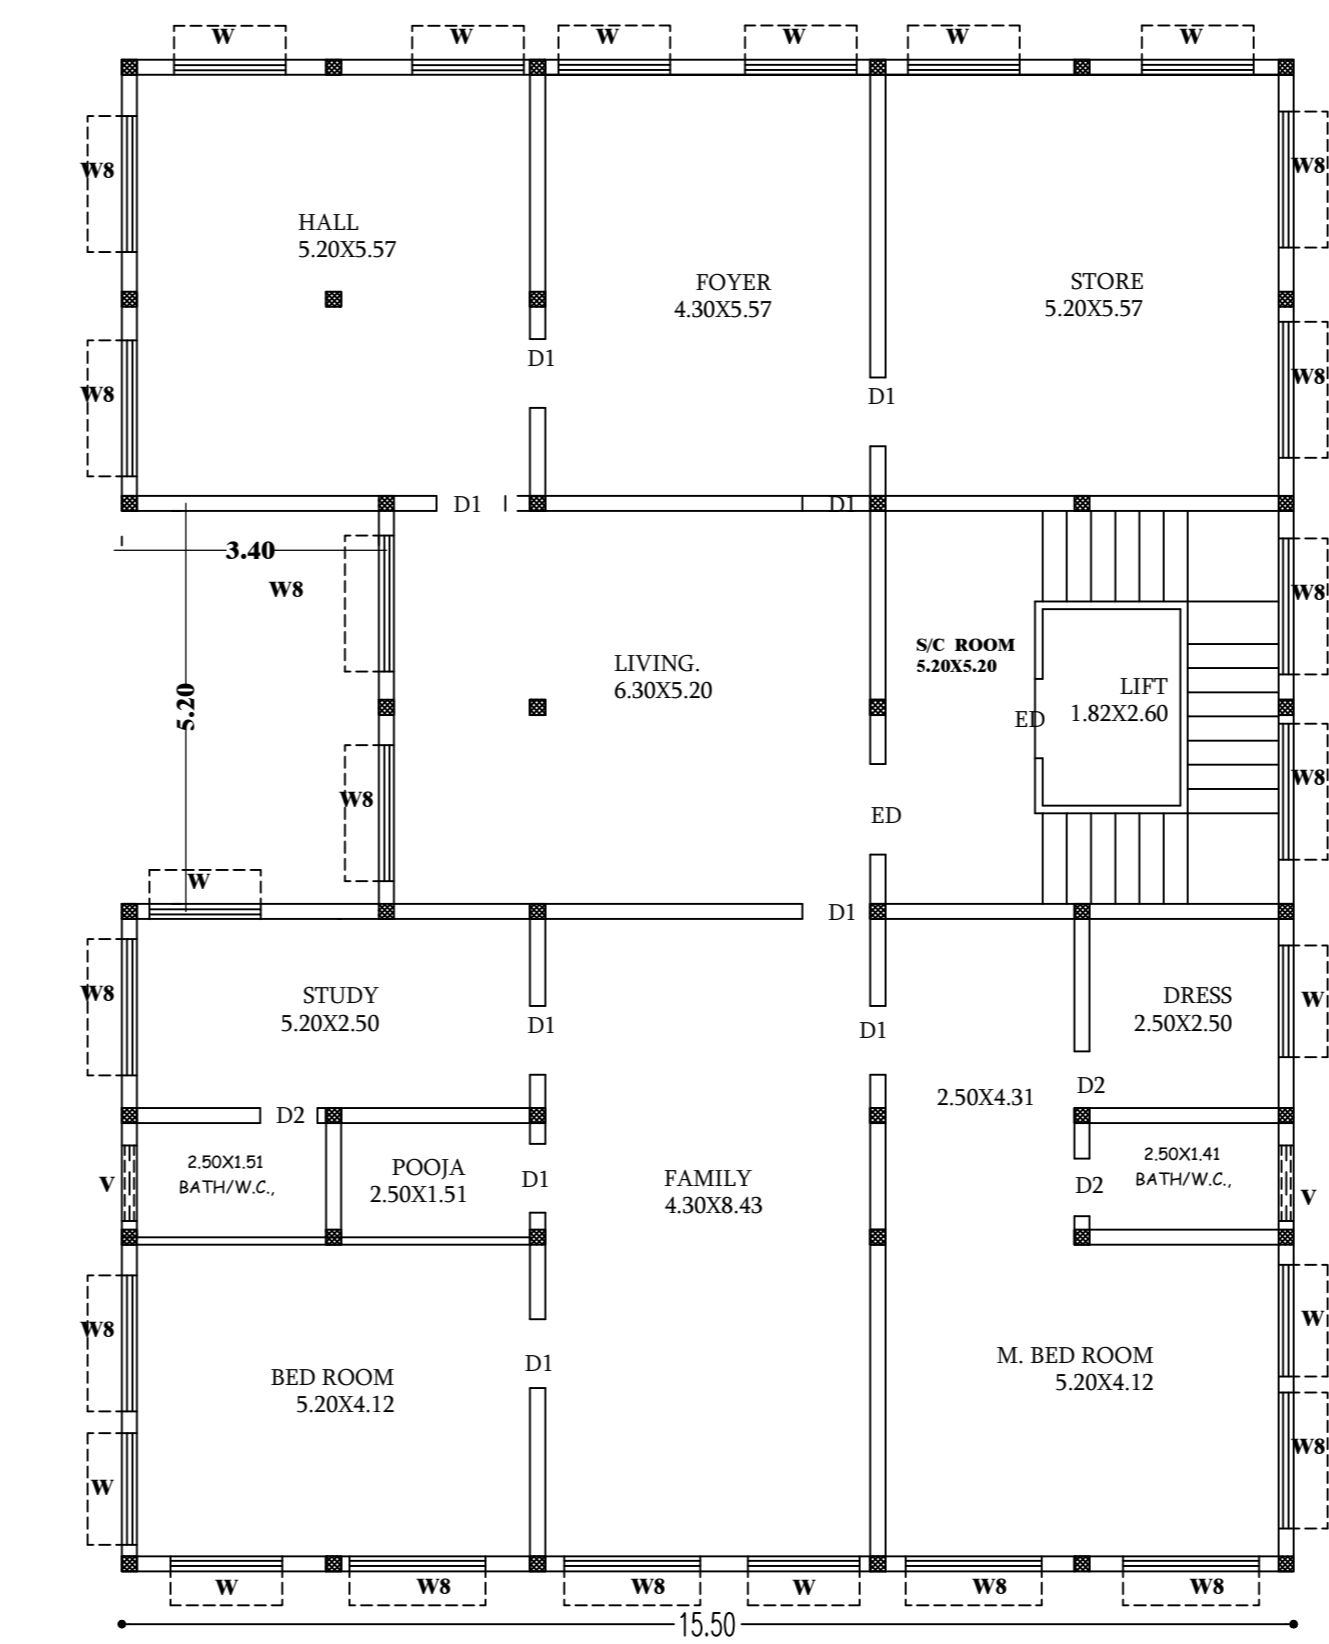 W
W
W
W
W
W
W8
W8
HALL
5.20X5.57
FOYER
4.30X5.57
STORE
5.20X5.57
D1
W8
W8
D1
D1
D1
3.40
W8
W8
S/C ROOM
5.20X5.20
LIVING.
6.30X5.20
LIFT
1.82X2.60
5.20
ED
W8
W8
ED
W
D1
W8
STUDY
5.20X2.50
DRESS
2.50X2.50
W
D1
D1
D2
2.50X4.31
D2
2.50X1.51
BATH/W.C.,
POOJA
2.50X1.51
2.50X1.41
BATH/W.C.,
V
D1
FAMILY
4.30X8.43
D2
V
W8
W
D1
M. BED ROOM
5.20X4.12
BED ROOM
5.20X4.12
W8
W
W
W8
W8
W
W8
W8
15.50